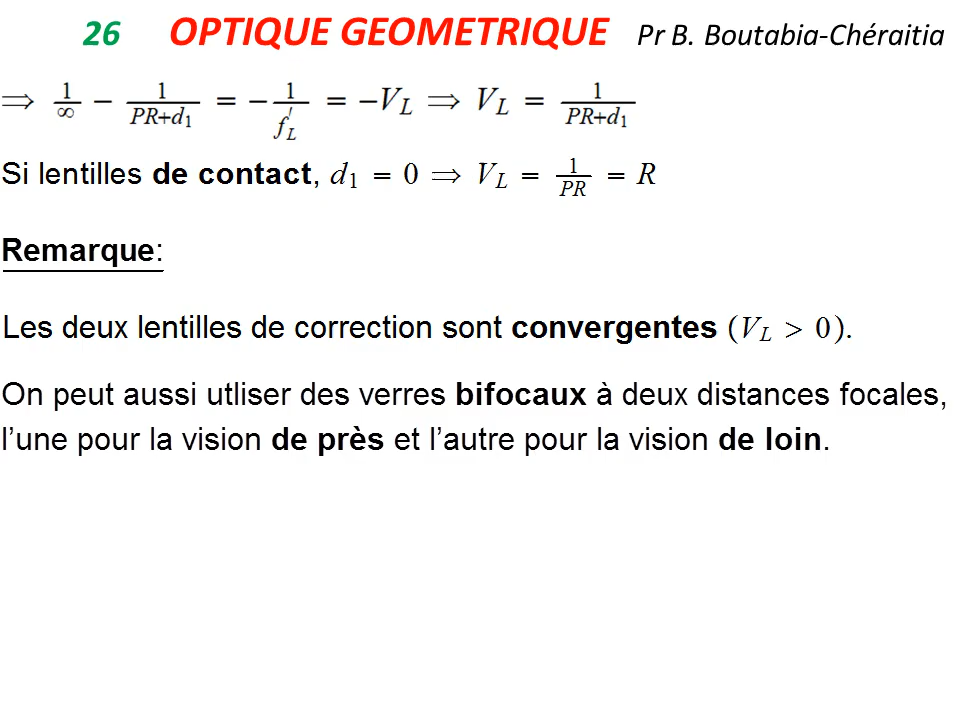 26 OPTIQUE GEOMETRIQUE Pr B. Boutabia-Chéraitia
⇒ 1/∞ − 1/(PR+d₁) = −1/f′_L = −V_L ⇒ V_L = 1/(PR+d₁)
Si lentilles de contact, d₁ = 0 ⇒ V_L = 1/PR = R
Remarque:
Les deux lentilles de correction sont convergentes (V_L > 0).
On peut aussi utliser des verres bifocaux à deux distances focales,
l’une pour la vision de près et l’autre pour la vision de loin.